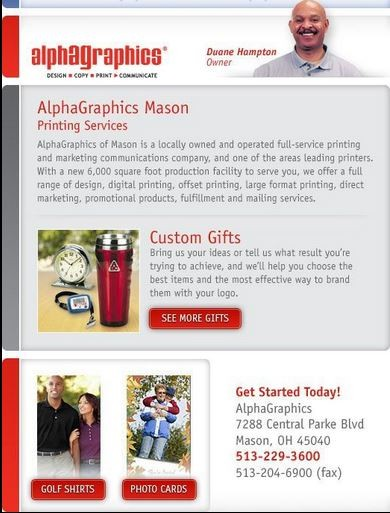 alphagraphics®
DESIGN ■ COPY ■ PRINT ► COMMUNICATE
Duane Hampton
Owner
AlphaGraphics Mason
Printing Services
AlphaGraphics of Mason is a locally owned and operated full-service printing
and marketing communications company, and one of the areas leading printers.
With a new 6,000 square foot production facility to serve you, we offer a full
range of design, digital printing, offset printing, large format printing, direct
marketing, promotional products, fulfillment and mailing services.
Custom Gifts
Bring us your ideas or tell us what result you're
trying to achieve, and we'll help you choose the
best items and the most effective way to brand
them with your logo.
SEE MORE GIFTS
Get Started Today!
AlphaGraphics
7288 Central Parke Blvd
Mason, OH 45040
513-229-3600
513-204-6900 (fax)
GOLF SHIRTS
PHOTO CARDS